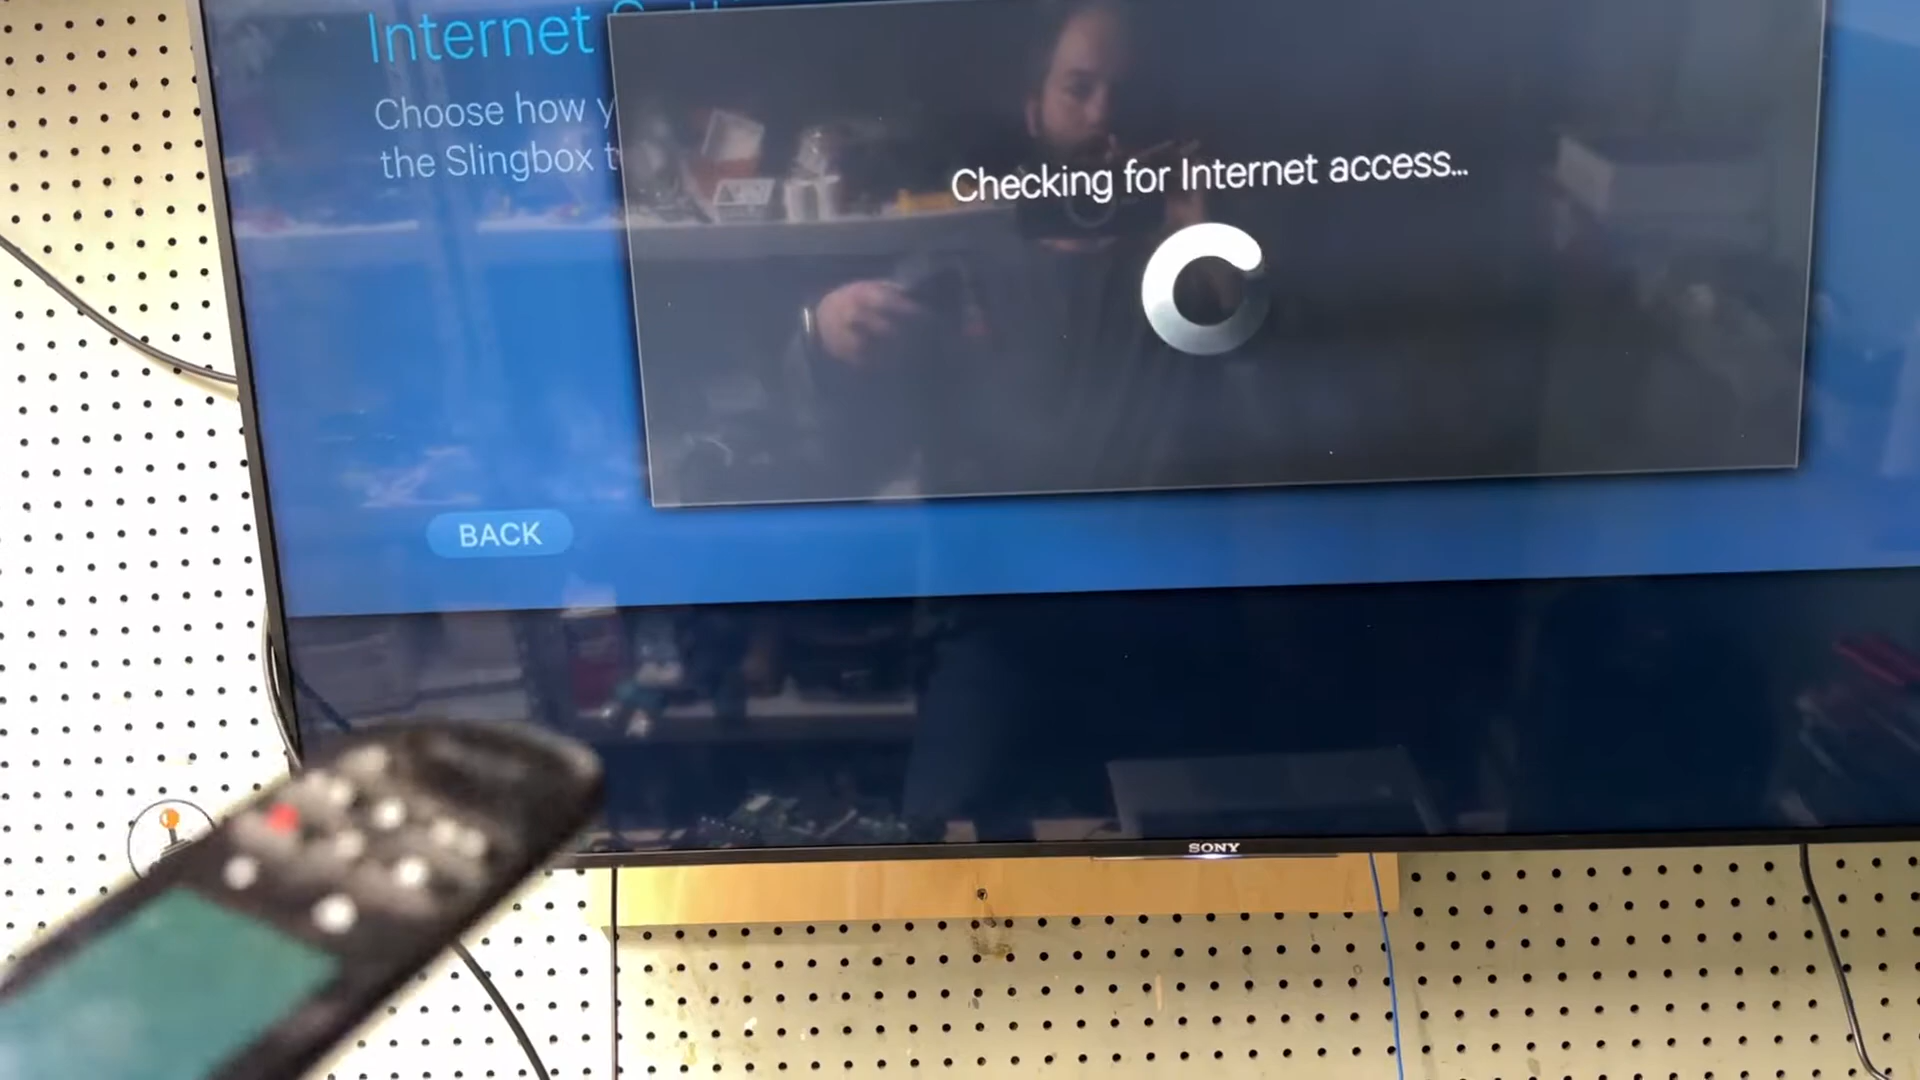 Internet
Choose how y
the Slingbox t
Checking for Internet access...
BACK
SONY